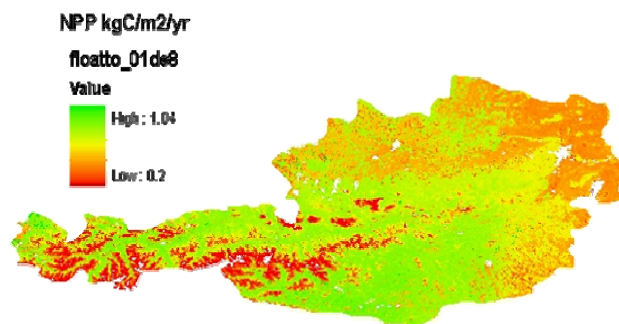 NPP kgC/m2/yr
floatto_01de8
Value
High : 1.04
Low : 0.2